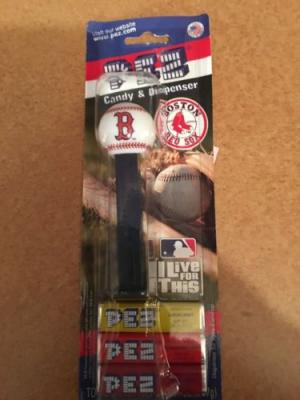 Visit our website
www.pez.com
PEZ
Candy & Dispenser
B
BOSTON
RED SOX
I Live
FOR
THIS
PEZ
PEZ
PEZ